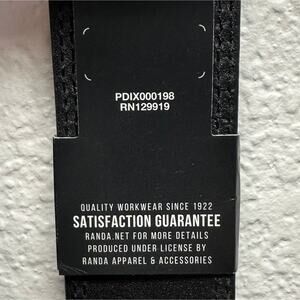 PDIX000198
RN129919
QUALITY WORKWEAR SINCE 1922
SATISFACTION GUARANTEE
RANDA.NET FOR MORE DETAILS
PRODUCED UNDER LICENSE BY
RANDA APPAREL & ACCESSORIES